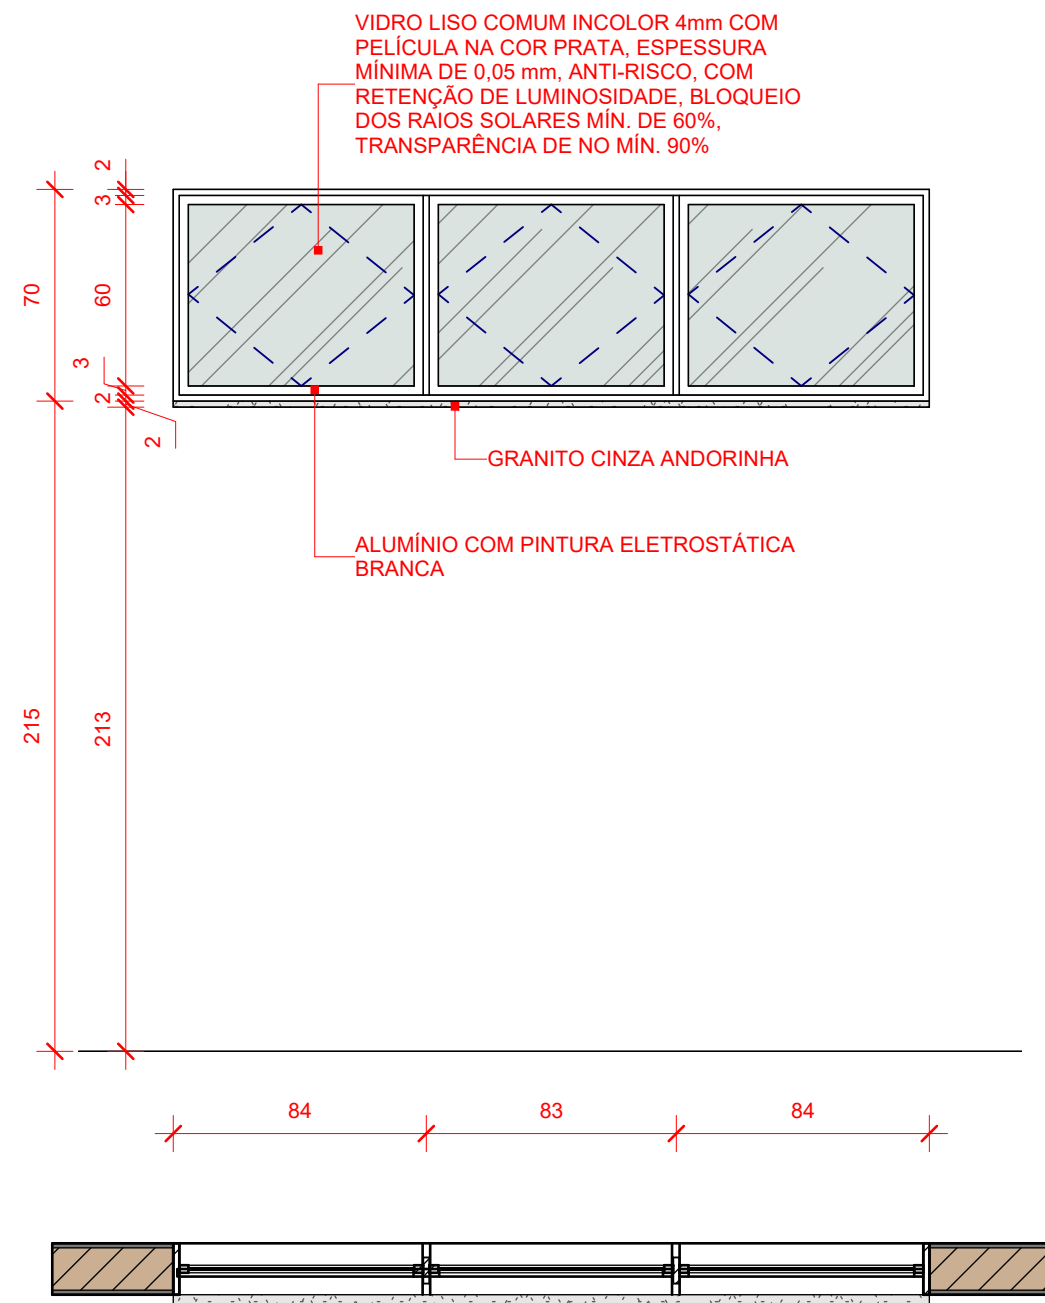 VIDRO LISO COMUM INCOLOR 4mm COM
PELÍCULA NA COR PRATA, ESPESSURA
MÍNIMA DE 0,05 mm, ANTI-RISCO, COM
RETENÇÃO DE LUMINOSIDADE, BLOQUEIO
DOS RAIOS SOLARES MÍN. DE 60%,
TRANSPARÊNCIA DE NO MÍN. 90%
2
3
70
60
3
2
2
GRANITO CINZA ANDORINHA
ALUMÍNIO COM PINTURA ELETROSTÁTICA
BRANCA
215
213
84
83
84